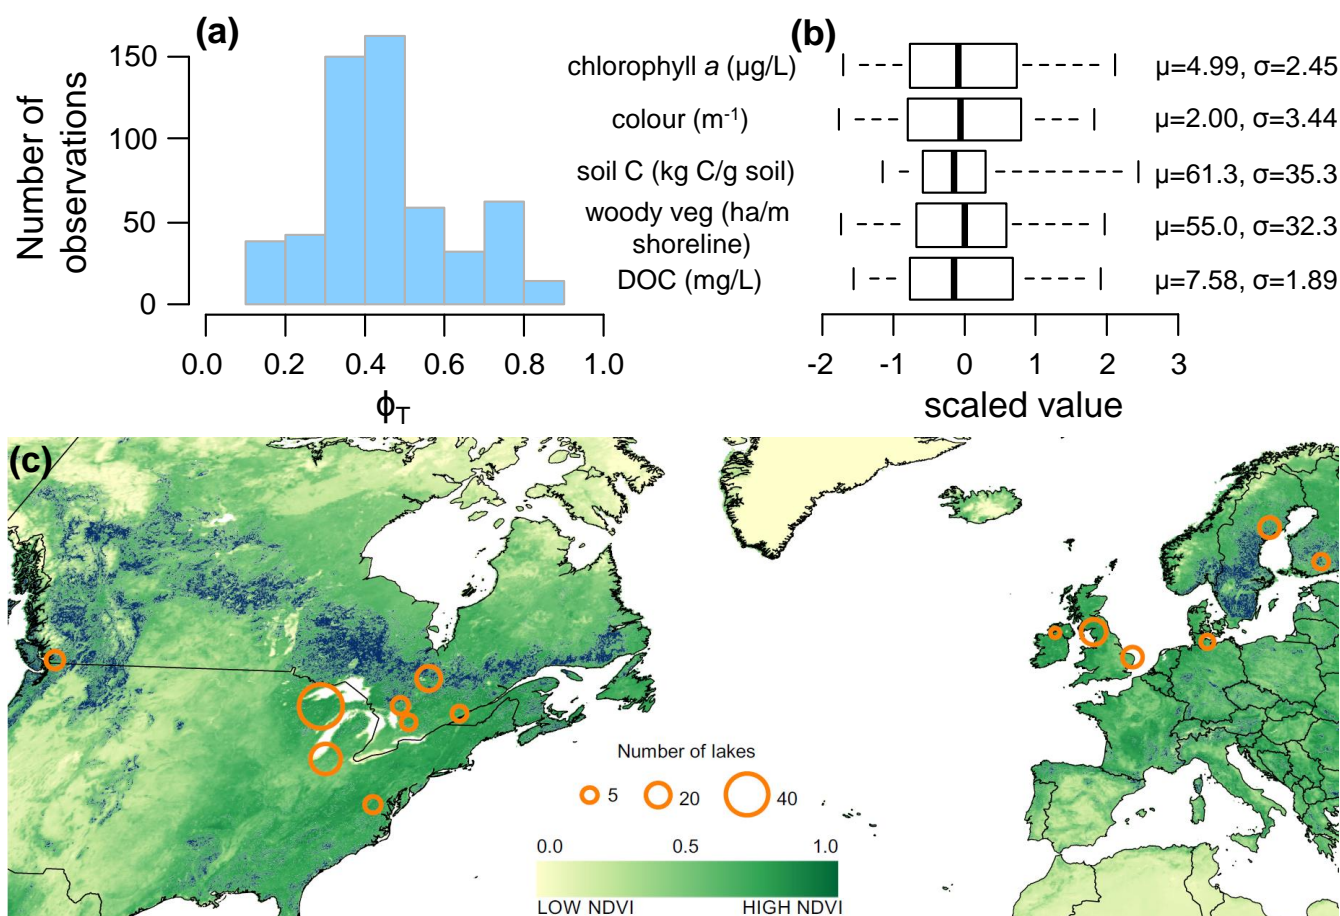 (a)
Number of
observations
150
100
50
0
0.0 0.2 0.4 0.6 0.8 1.0
ϕT
(b)
chlorophyll a (µg/L)
µ=4.99, σ=2.45
colour (m-1)
µ=2.00, σ=3.44
soil C (kg C/g soil)
µ=61.3, σ=35.3
woody veg (ha/m
shoreline)
µ=55.0, σ=32.3
DOC (mg/L)
µ=7.58, σ=1.89
-2 -1 0 1 2 3
scaled value
(c)
Number of lakes
5 20 40
0.0 0.5 1.0
LOW NDVI HIGH NDVI